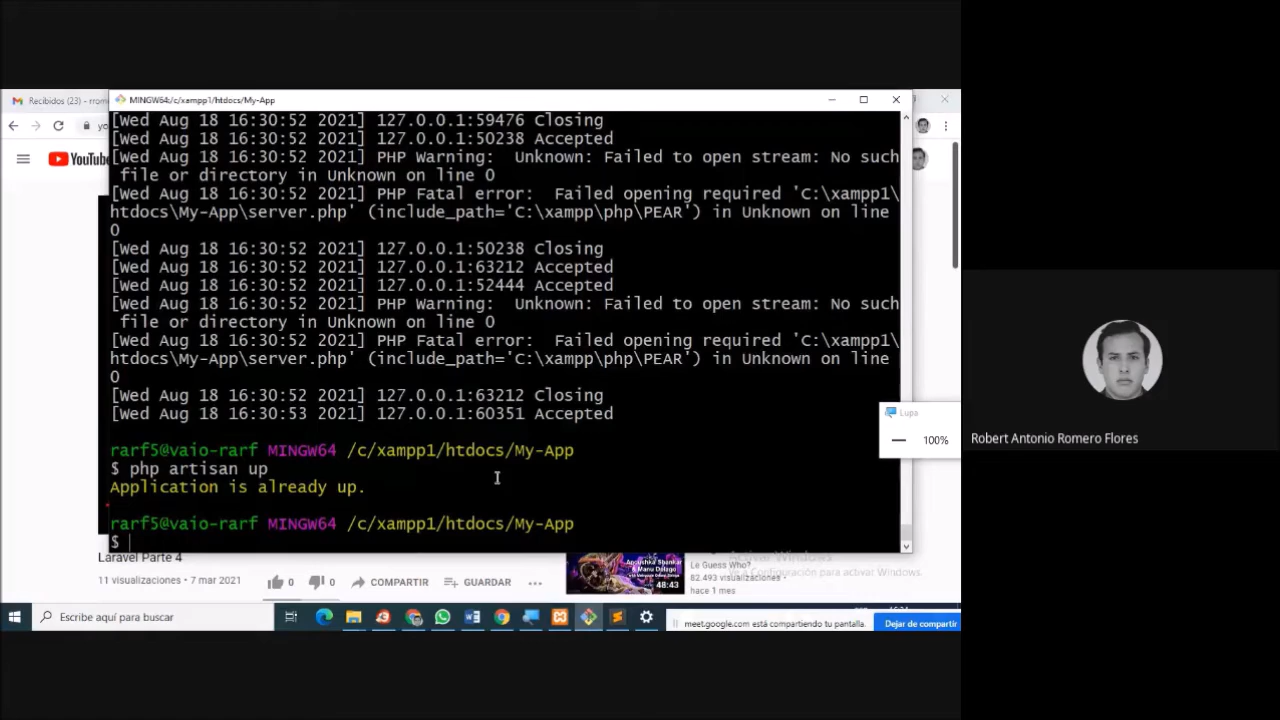 Recibidos (23) - rrom
MINGW64:/c/xampp1/htdocs/My-App
YouTube
[Wed Aug 18 16:30:52 2021] 127.0.0.1:59476 Closing
[Wed Aug 18 16:30:52 2021] 127.0.0.1:50238 Accepted
[Wed Aug 18 16:30:52 2021] PHP Warning:  Unknown: Failed to open stream: No such
file or directory in Unknown on line 0
[Wed Aug 18 16:30:52 2021] PHP Fatal error:  Failed opening required 'C:\xampp1\
htdocs\My-App\server.php' (include_path='C:\xampp\php\PEAR') in Unknown on line
0
[Wed Aug 18 16:30:52 2021] 127.0.0.1:50238 Closing
[Wed Aug 18 16:30:52 2021] 127.0.0.1:63212 Accepted
[Wed Aug 18 16:30:52 2021] 127.0.0.1:52444 Accepted
[Wed Aug 18 16:30:52 2021] PHP Warning:  Unknown: Failed to open stream: No such
file or directory in Unknown on line 0
[Wed Aug 18 16:30:52 2021] PHP Fatal error:  Failed opening required 'C:\xampp1\
htdocs\My-App\server.php' (include_path='C:\xampp\php\PEAR') in Unknown on line
0
[Wed Aug 18 16:30:52 2021] 127.0.0.1:63212 Closing
[Wed Aug 18 16:30:53 2021] 127.0.0.1:60351 Accepted
rarf5@vaio-rarf MINGW64 /c/xampp1/htdocs/My-App
$ php artisan up
Application is already up.
rarf5@vaio-rarf MINGW64 /c/xampp1/htdocs/My-App
$
Lupa
100%
Robert Antonio Romero Flores
Laravel Parte 4
11 visualizaciones · 7 mar 2021
0
0
COMPARTIR
GUARDAR
Anoushka Shankar
& Manu Delago
48:43
Le Guess Who?
82.493 visualizaciones
hace 1 mes
Activar Windows
Ve a Configuración para activar Windows.
Escribe aquí para buscar
meet.google.com está compartiendo tu pantalla.
Dejar de compartir